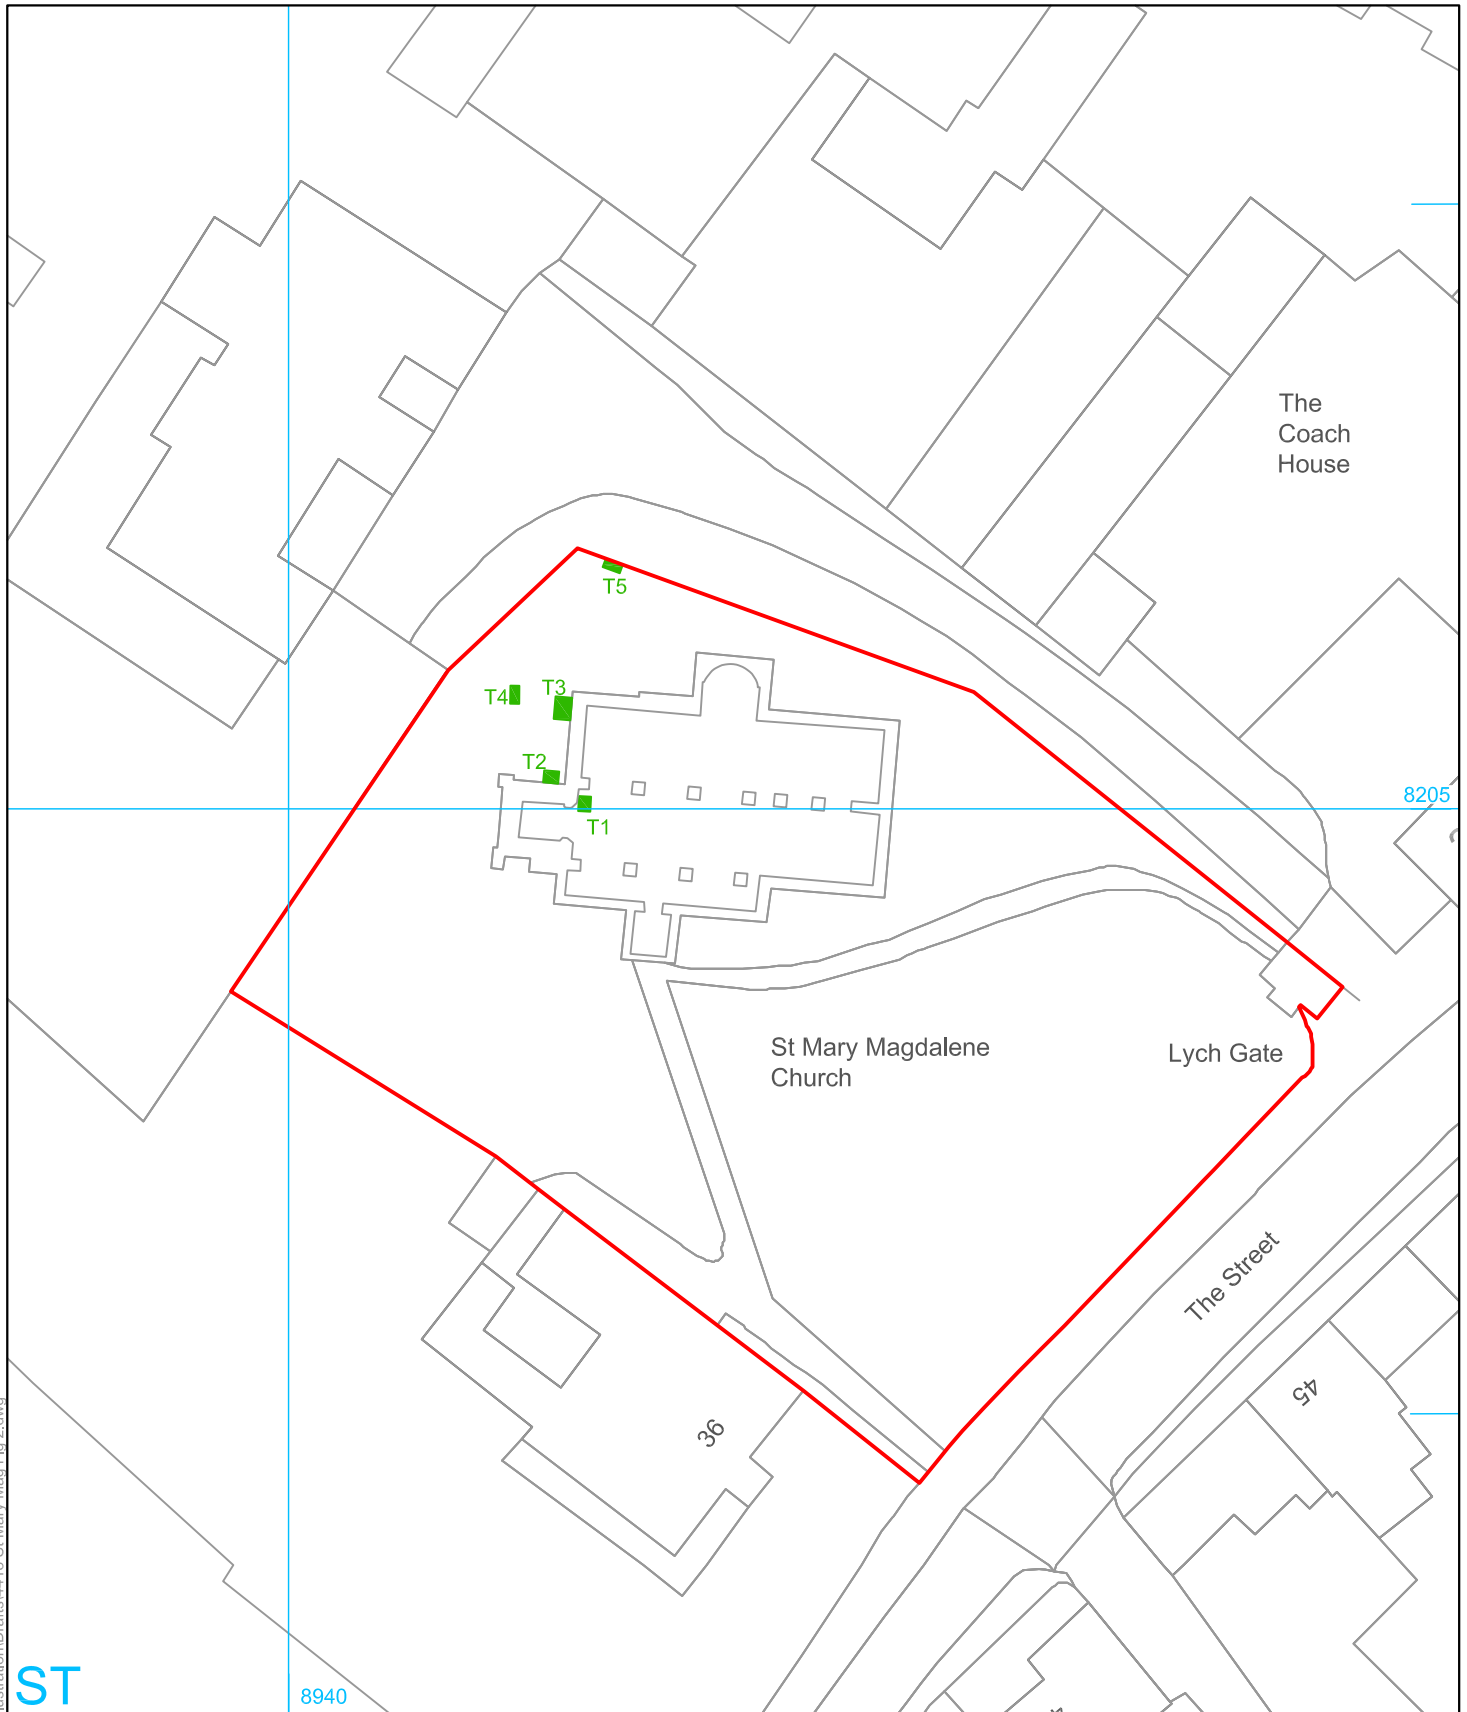 The
Coach
House
T5
T3
T4
T2
8205
T1
St Mary Magdalene
Church
Lych Gate
The Street
45
36
ST
8940